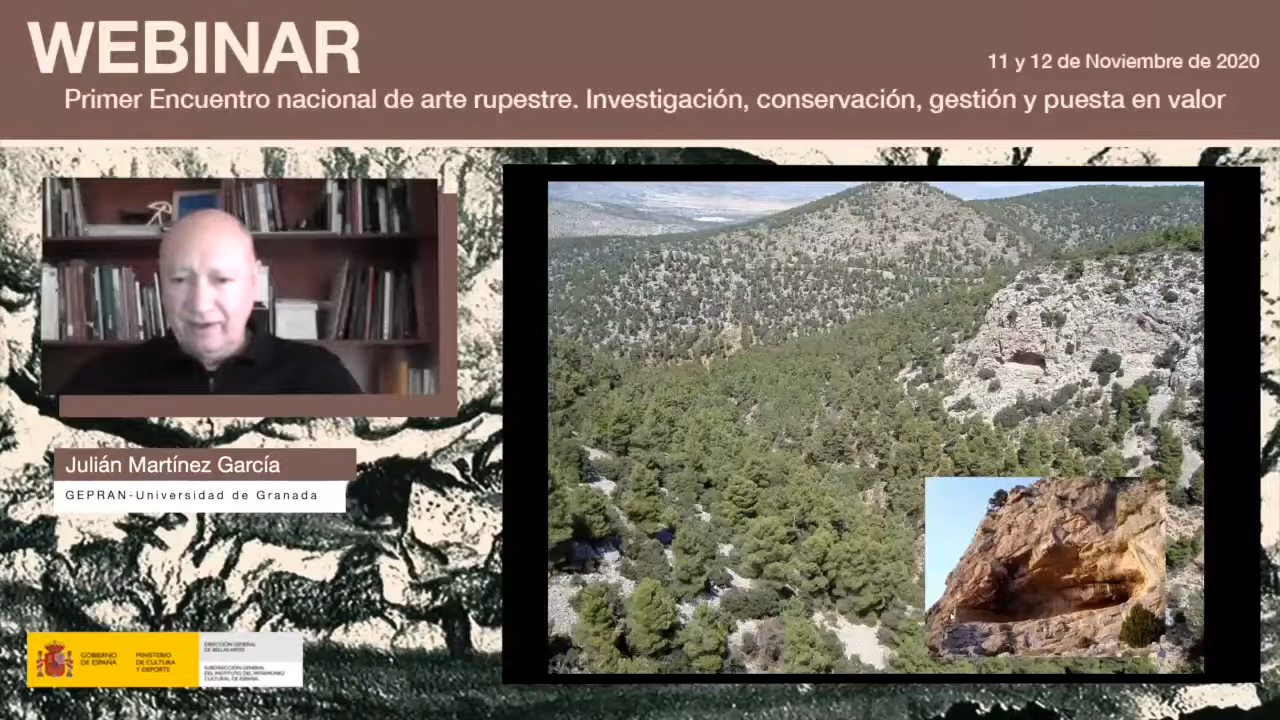 WEBINAR
11 y 12 de Noviembre de 2020
Primer Encuentro nacional de arte rupestre. Investigación, conservación, gestión y puesta en valor
Julián Martínez García
GEPRAN-Universidad de Granada
GOBIERNO
DE ESPAÑA
MINISTERIO
DE CULTURA
Y DEPORTE
DIRECCIÓN GENERAL
DE BELLAS ARTES
SUBDIRECCIÓN GENERAL
DEL INSTITUTO DEL PATRIMONIO
CULTURAL DE ESPAÑA